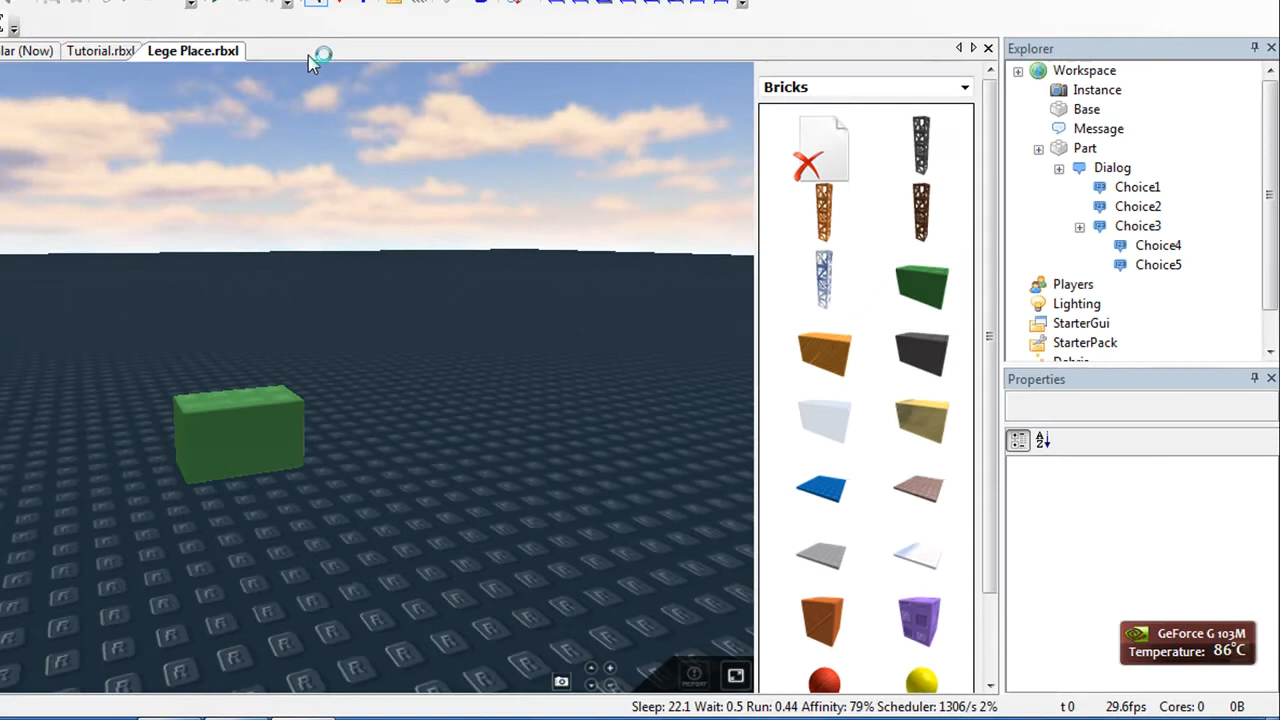 lar (Now) Tutorial.rbxl Lege Place.rbxl
Bricks
Explorer
Workspace
Instance
Base
Message
Part
Dialog
Choice1
Choice2
Choice3
Choice4
Choice5
Players
Lighting
StarterGui
StarterPack
Debris
Properties
GeForce G 103M
Temperature: 86°C
Sleep: 22.1 Wait: 0.5 Run: 0.44 Affinity: 79% Scheduler: 1306/s 2% t 0 29.6fps Cores: 0 0B